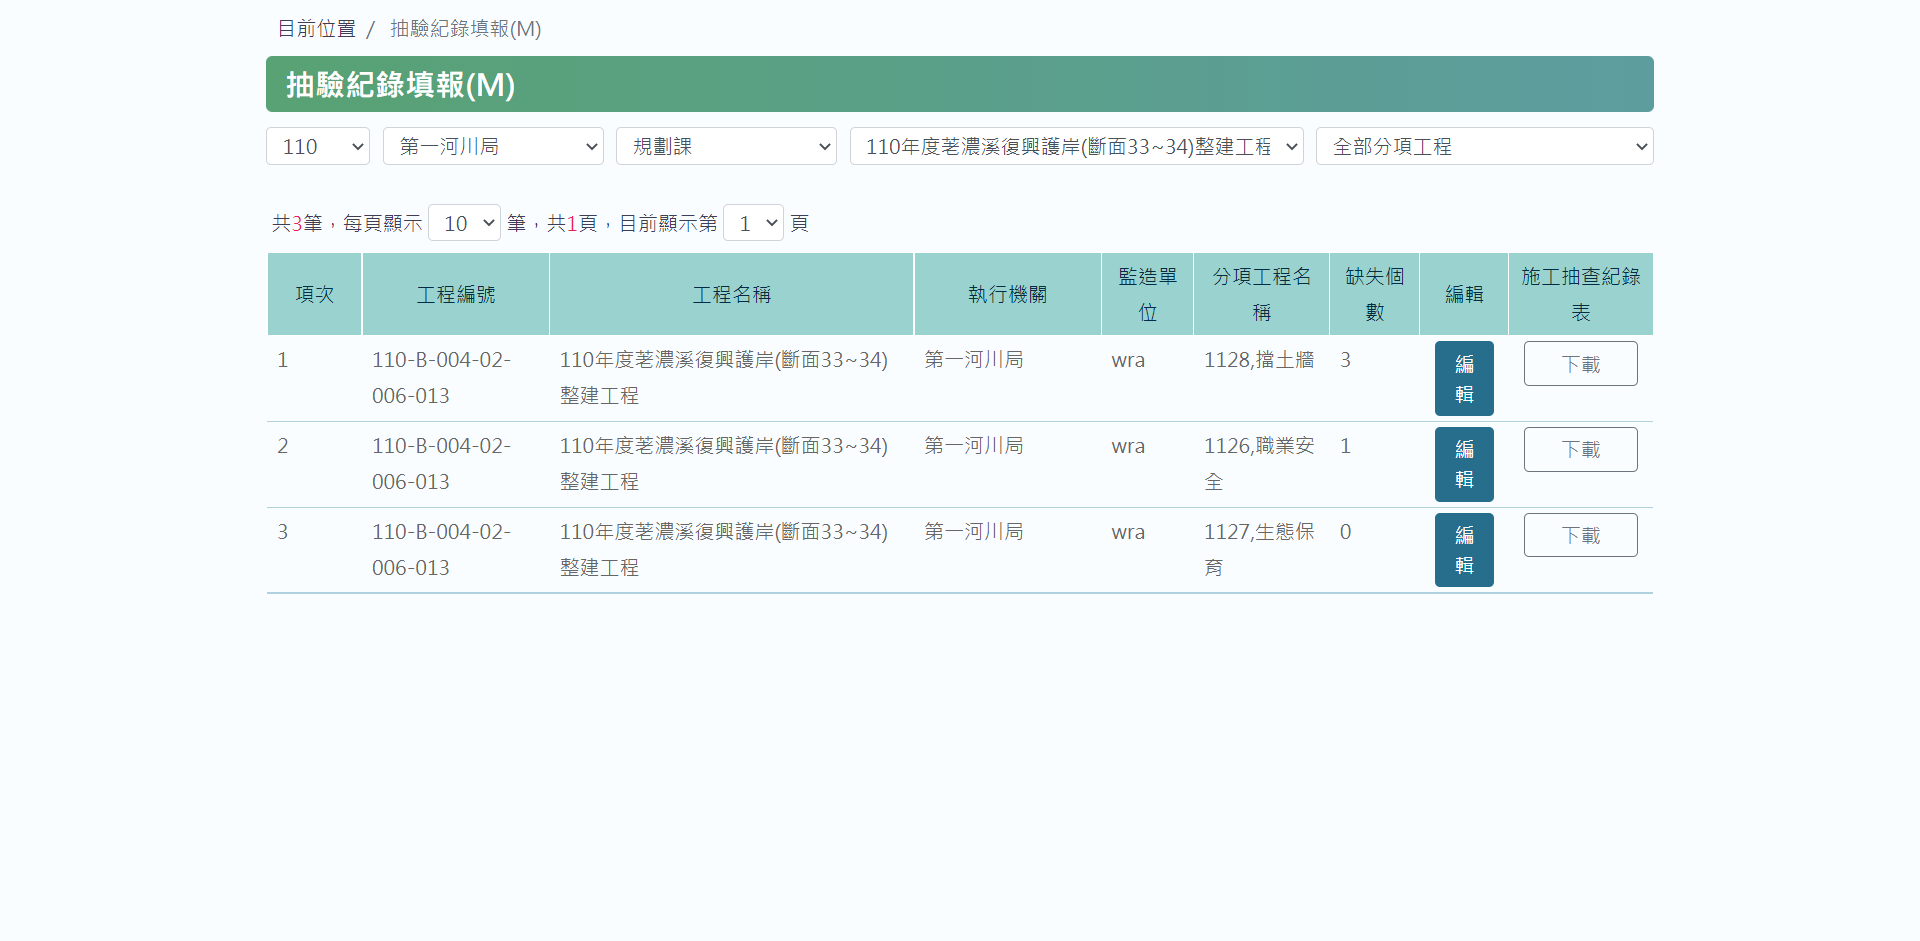 目前位置 / 抽驗紀錄填報(M)
抽驗紀錄填報(M)
110 第一河川局 規劃課 110年度荖濃溪復興護岸(斷面33~34)整建工程 全部分項工程
共3筆，每頁顯示 10 筆，共1頁，目前顯示第 1 頁
項次 工程編號 工程名稱 執行機關 監造單 分項工程名 缺失個 編輯 施工抽查紀錄
位 稱 數 表
1 110-B-004-02- 110年度荖濃溪復興護岸(斷面33~34) 第一河川局 wra 1128,擋土牆 3 編 下載
006-013 整建工程 輯
2 110-B-004-02- 110年度荖濃溪復興護岸(斷面33~34) 第一河川局 wra 1126,職業安 1 編 下載
006-013 整建工程 全 輯
3 110-B-004-02- 110年度荖濃溪復興護岸(斷面33~34) 第一河川局 wra 1127,生態保 0 編 下載
006-013 整建工程 育 輯